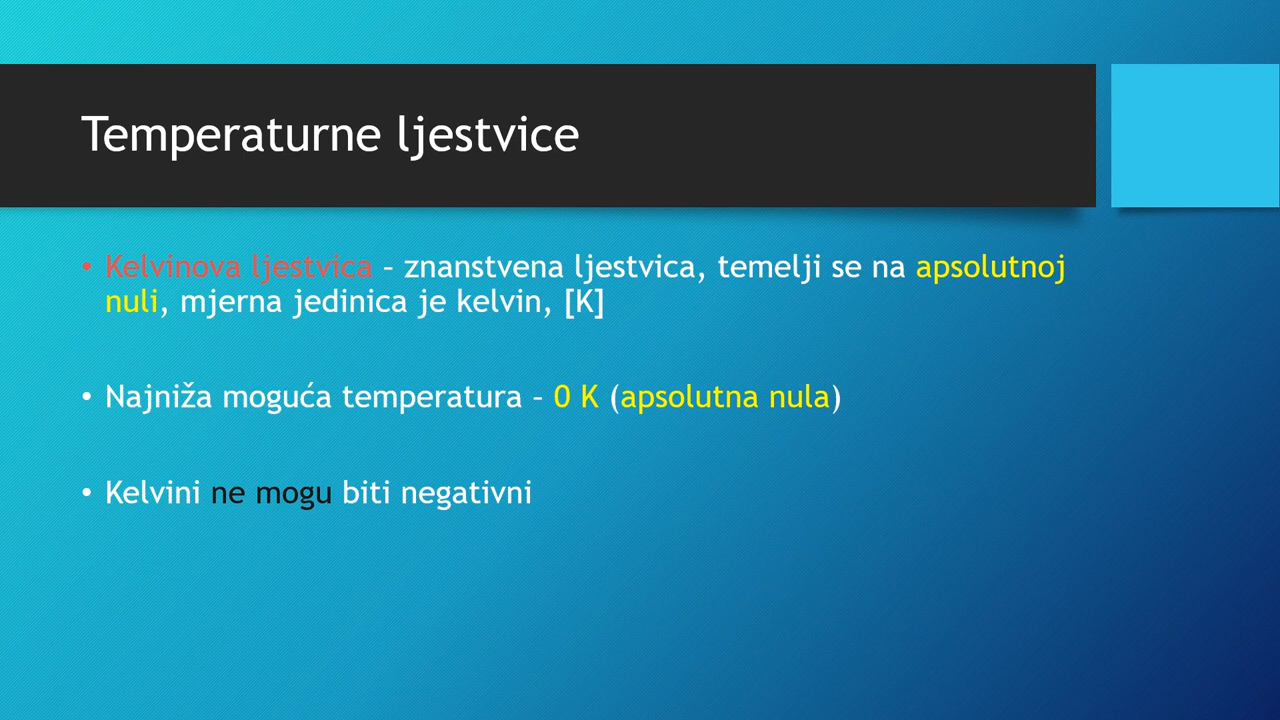 Temperaturne ljestvice
• Kelvinova ljestvica – znanstvena ljestvica, temelji se na apsolutnoj
nuli, mjerna jedinica je kelvin, [K]
• Najniža moguća temperatura – 0 K (apsolutna nula)
• Kelvini ne mogu biti negativni